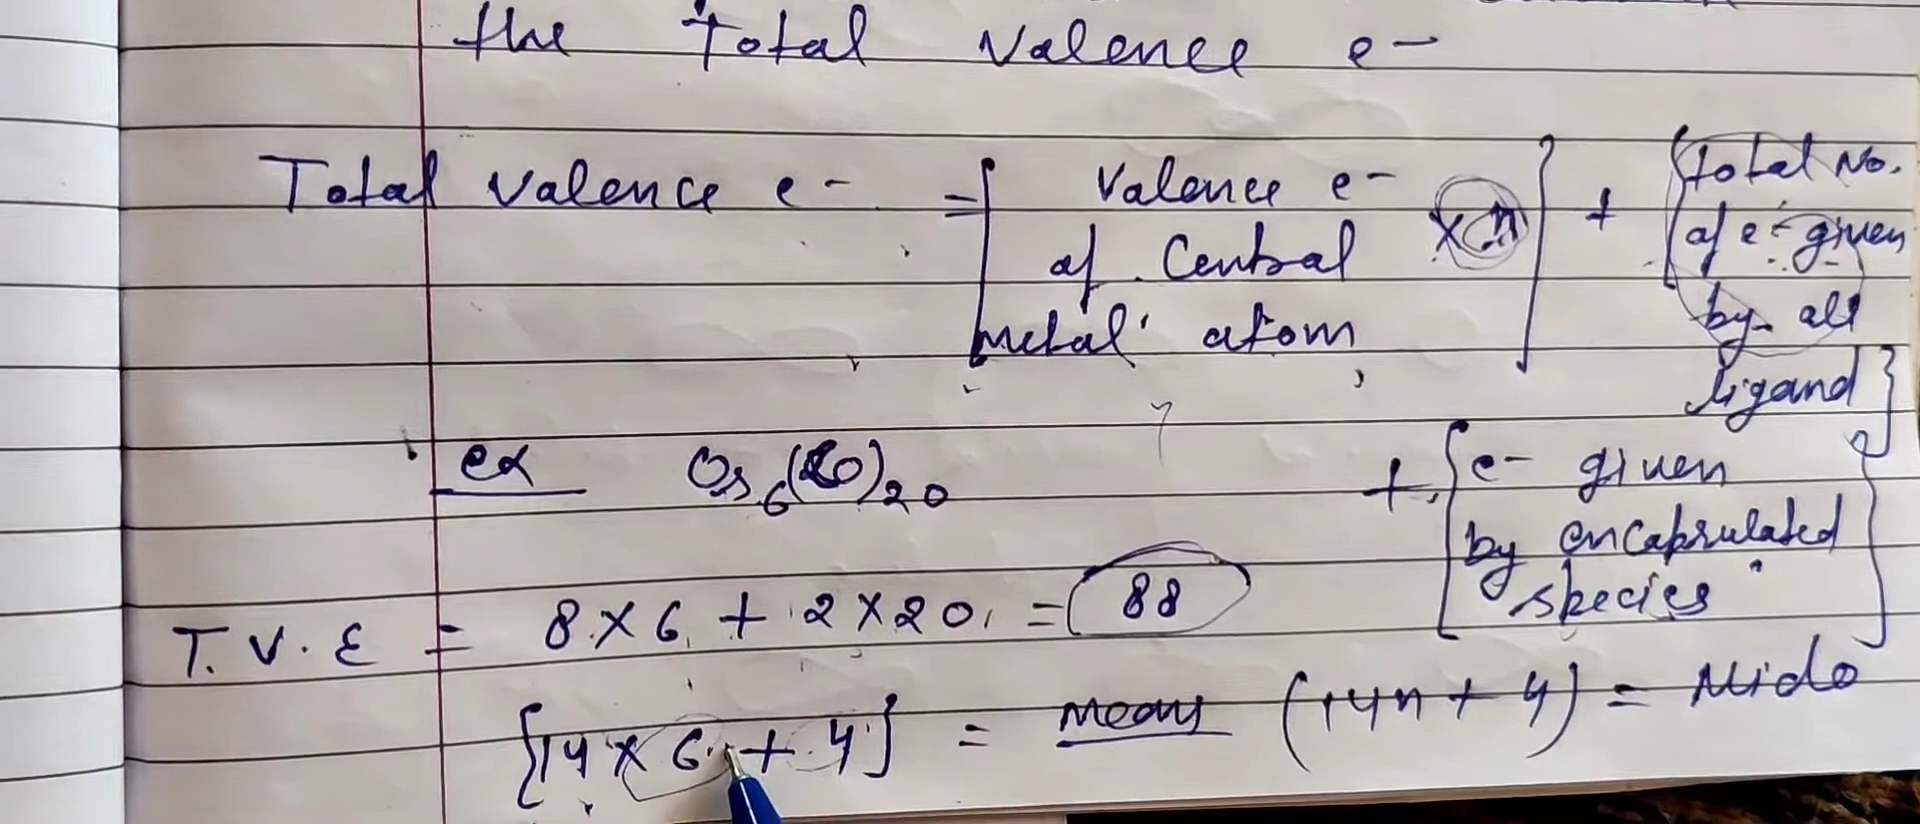 the Total Valence e-
Total valence e- = [ Valence e- of Central metal atom × n ] + [ total No. of e- given by all ligand ]
+ [ e- given by encapsulated species ]
ex Os6(CO)20
T.V.E = 8×6 + 2×20 = 88
{14×6+4} = Means (14n+4) = Nido